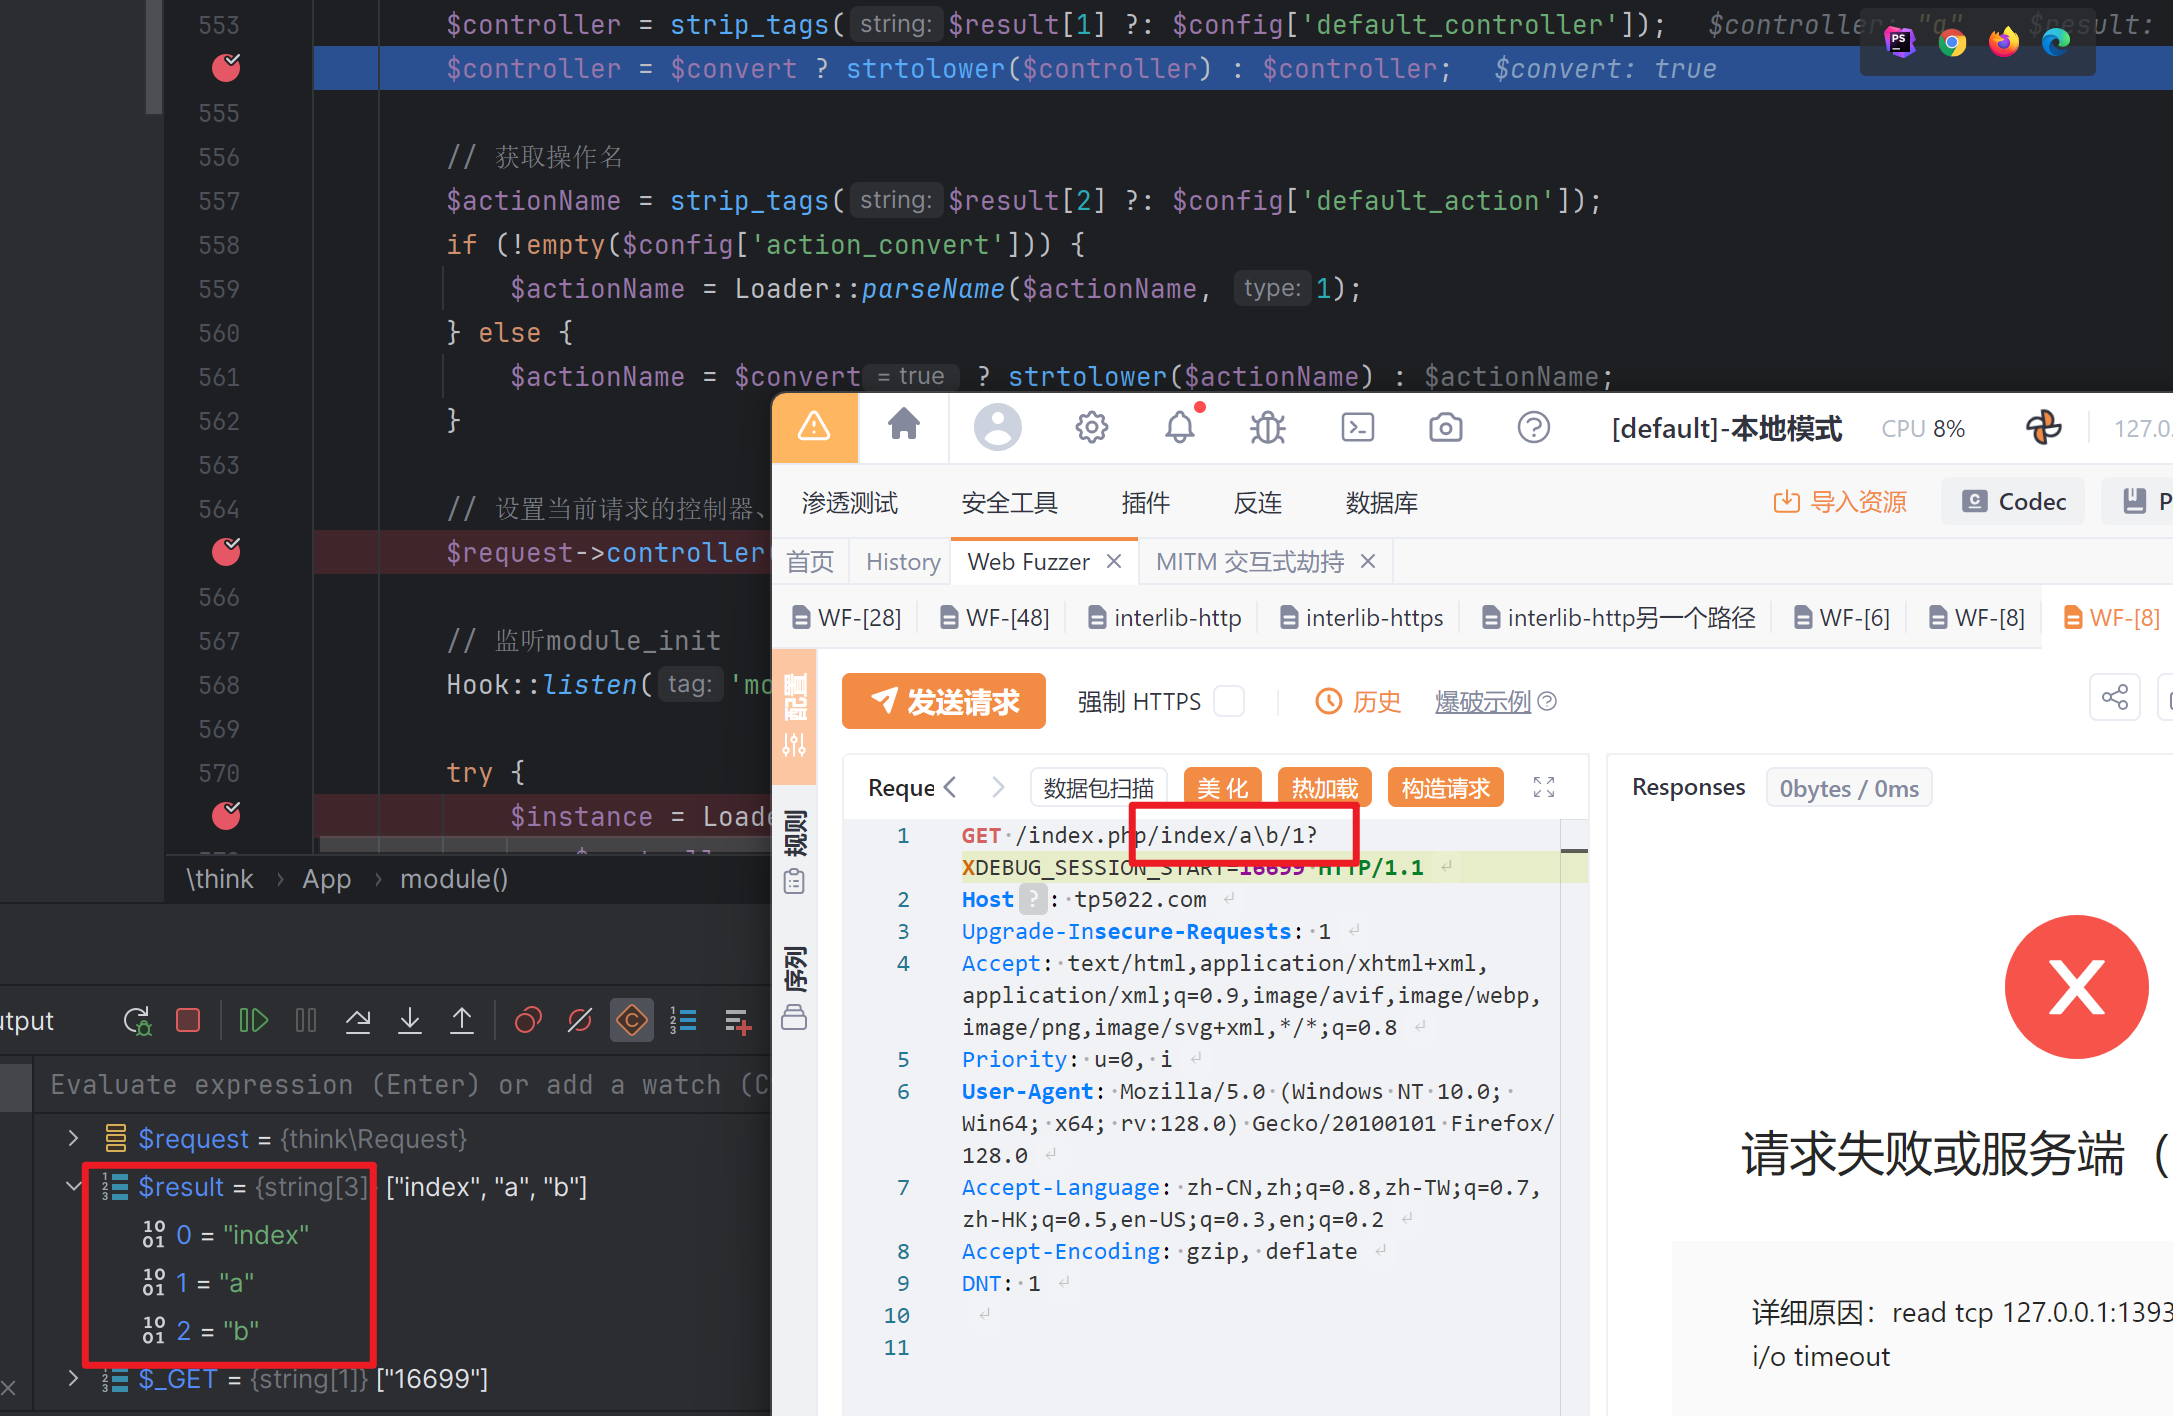 553 $controller = strip_tags( string: $result[1] ?: $config['default_controller']); $controller: "a" $result:
$controller = $convert ? strtolower($controller) : $controller; $convert: true
555
556 // 获取操作名
557 $actionName = strip_tags( string: $result[2] ?: $config['default_action']);
558 if (!empty($config['action_convert'])) {
559 $actionName = Loader::parseName($actionName, type: 1);
560 } else {
561 $actionName = $convert = true ? strtolower($actionName) : $actionName;
562 }
563
564 // 设置当前请求的控制器、
$request->controller(
566
567 // 监听module_init
568 Hook::listen( tag: 'mo
569
570 try {
$instance = Load
\think › App › module()
utput
Evaluate expression (Enter) or add a watch (C
$request = {think\Request}
$result = {string[3]} ["index", "a", "b"]
0 = "index"
1 = "a"
2 = "b"
$_GET = {string[1]} ["16699"]
[default]-本地模式 CPU 8% 127.0.
渗透测试 安全工具 插件 反连 数据库 导入资源 Codec P
首页 History Web Fuzzer MITM 交互式劫持
WF-[28] WF-[48] interlib-http interlib-https interlib-http另一个路径 WF-[6] WF-[8] WF-[8]
配置
规则
序列
发送请求 强制 HTTPS 历史 爆破示例
Reque 数据包扫描 美化 热加载 构造请求
1 GET /index.php/index/a\b/1?
XDEBUG_SESSION_START=16699 HTTP/1.1
2 Host ? : tp5022.com
3 Upgrade-Insecure-Requests: 1
4 Accept: text/html,application/xhtml+xml,
application/xml;q=0.9,image/avif,image/webp,
image/png,image/svg+xml,*/*;q=0.8
5 Priority: u=0, i
6 User-Agent: Mozilla/5.0 (Windows NT 10.0;
Win64; x64; rv:128.0) Gecko/20100101 Firefox/
128.0
7 Accept-Language: zh-CN,zh;q=0.8,zh-TW;q=0.7,
zh-HK;q=0.5,en-US;q=0.3,en;q=0.2
8 Accept-Encoding: gzip, deflate
9 DNT: 1
10
11
Responses 0bytes / 0ms
请求失败或服务端（
详细原因：read tcp 127.0.0.1:1393
i/o timeout